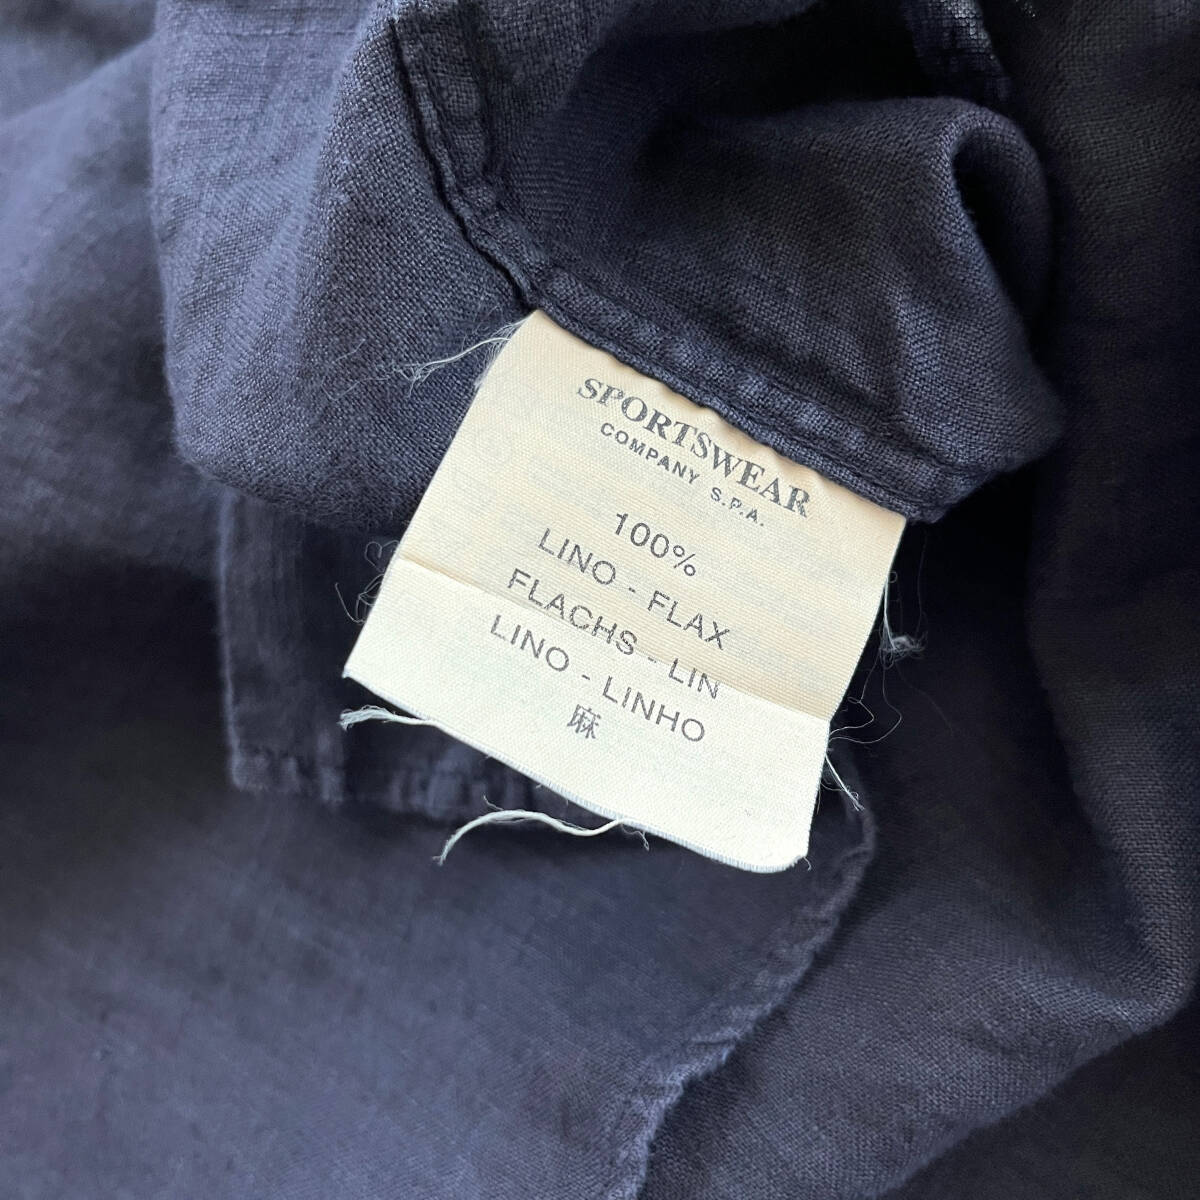 SPORTSWEAR
COMPANY S.P.A.
100%
LINO - FLAX
FLACHS - LIN
LINO - LINHO
麻